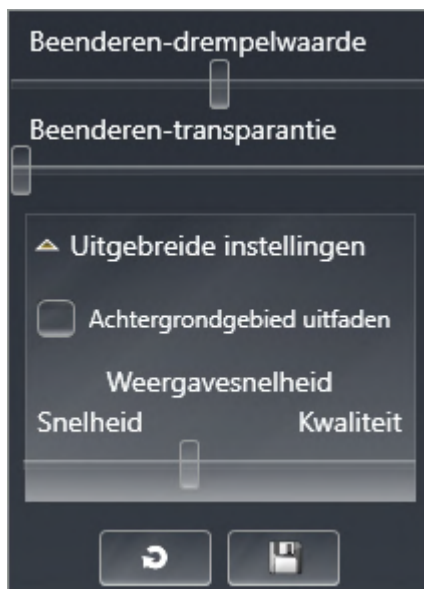 Beenderen-drempelwaarde
Beenderen-transparantie
Uitgebreide instellingen
Achtergrondgebied uitfaden
Weergavesnelheid
Snelheid Kwaliteit